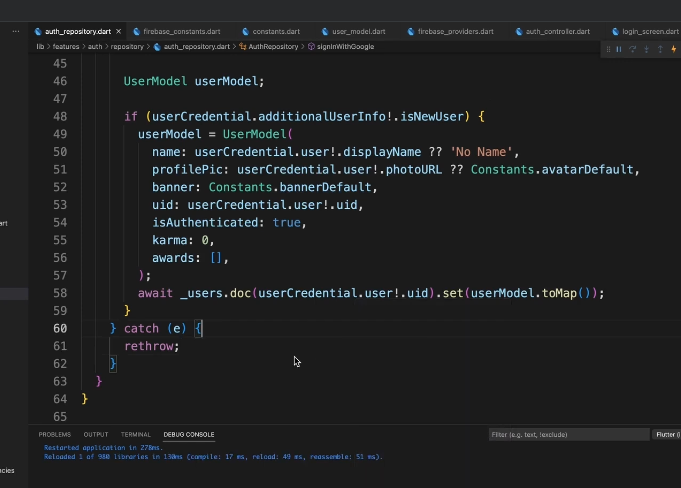 auth_repository.dart × firebase_constants.dart constants.dart user_model.dart firebase_providers.dart auth_controller.dart login_screen.dart
lib > features > auth > repository > auth_repository.dart > AuthRepository > signInWithGoogle
45
46 UserModel userModel;
47
48 if (userCredential.additionalUserInfo!.isNewUser) {
49 userModel = UserModel(
50 name: userCredential.user!.displayName ?? 'No Name',
51 profilePic: userCredential.user!.photoURL ?? Constants.avatarDefault,
52 banner: Constants.bannerDefault,
53 uid: userCredential.user!.uid,
54 isAuthenticated: true,
55 karma: 0,
56 awards: [],
57 );
58 await _users.doc(userCredential.user!.uid).set(userModel.toMap());
59 }
60 } catch (e) {
61 rethrow;
62 }
63 }
64 }
65
art
PROBLEMS OUTPUT TERMINAL DEBUG CONSOLE Filter (e.g. text, !exclude) Flutter (i
Restarted application in 278ms.
Reloaded 1 of 980 libraries in 130ms (compile: 17 ms, reload: 49 ms, reassemble: 51 ms).
ncies